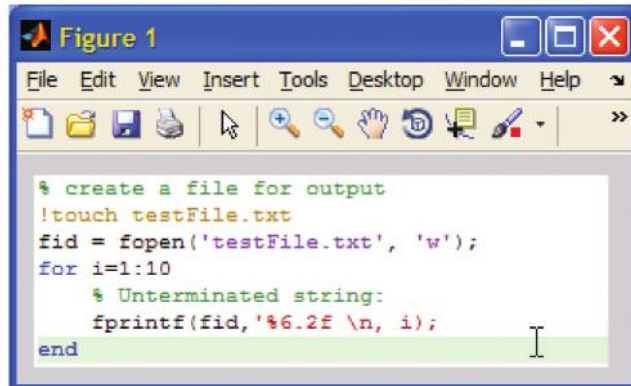 Figure 1
File Edit View Insert Tools Desktop Window Help
% create a file for output
!touch testFile.txt
fid = fopen('testFile.txt', 'w');
for i=1:10
% Unterminated string:
fprintf(fid,'%6.2f \n, i);
end